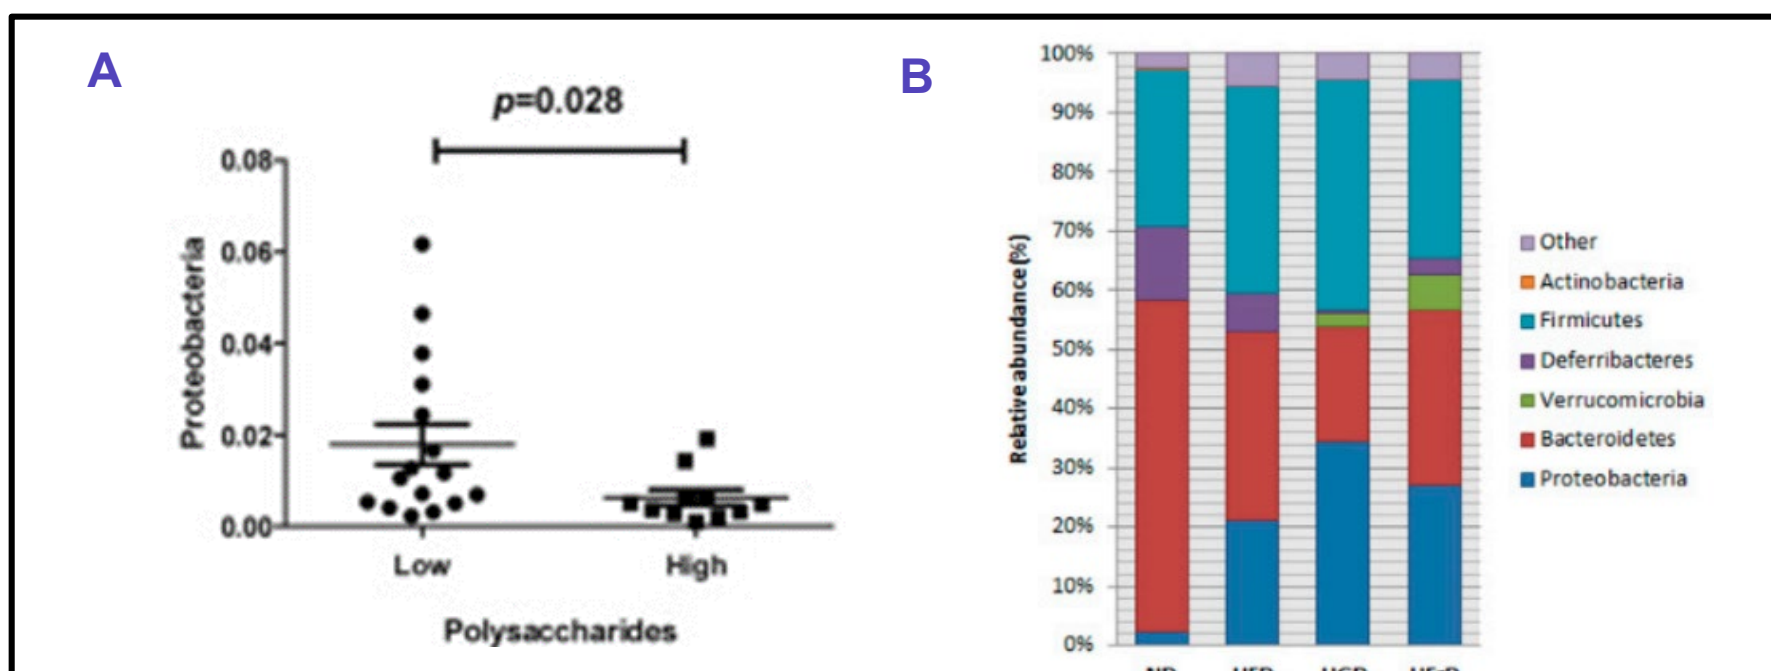 A
p=0.028
0.08
0.06
0.04
0.02
0.00
Proteobacteria
Low
High
Polysaccharides
B
100%
90%
80%
70%
60%
50%
40%
30%
20%
10%
0%
Relative abundance(%)
Other
Actinobacteria
Firmicutes
Deferribacteres
Verrucomicrobia
Bacteroidetes
Proteobacteria